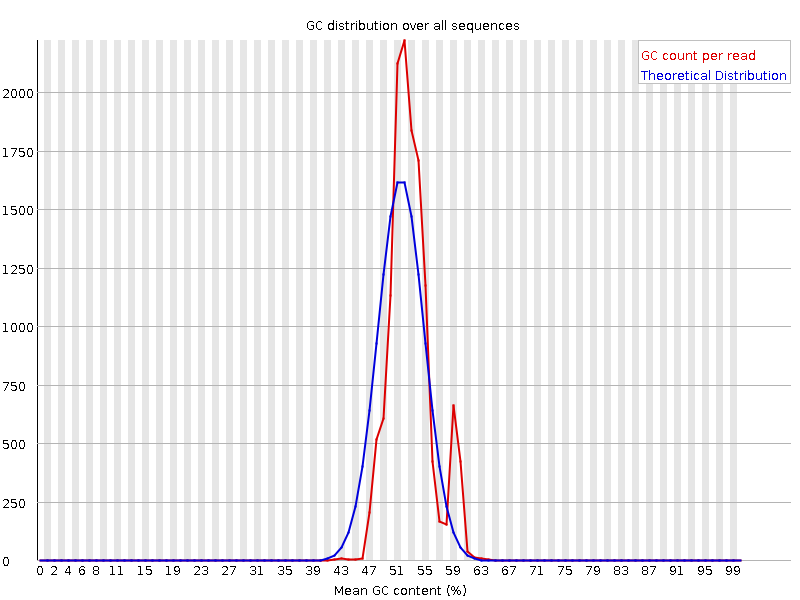 GC distribution over all sequences
GC count per read
Theoretical Distribution
2000
1750
1500
1250
1000
750
500
250
0
0 2 4 6 8 11 15 19 23 27 31 35 39 43 47 51 55 59 63 67 71 75 79 83 87 91 95 99
Mean GC content (%)